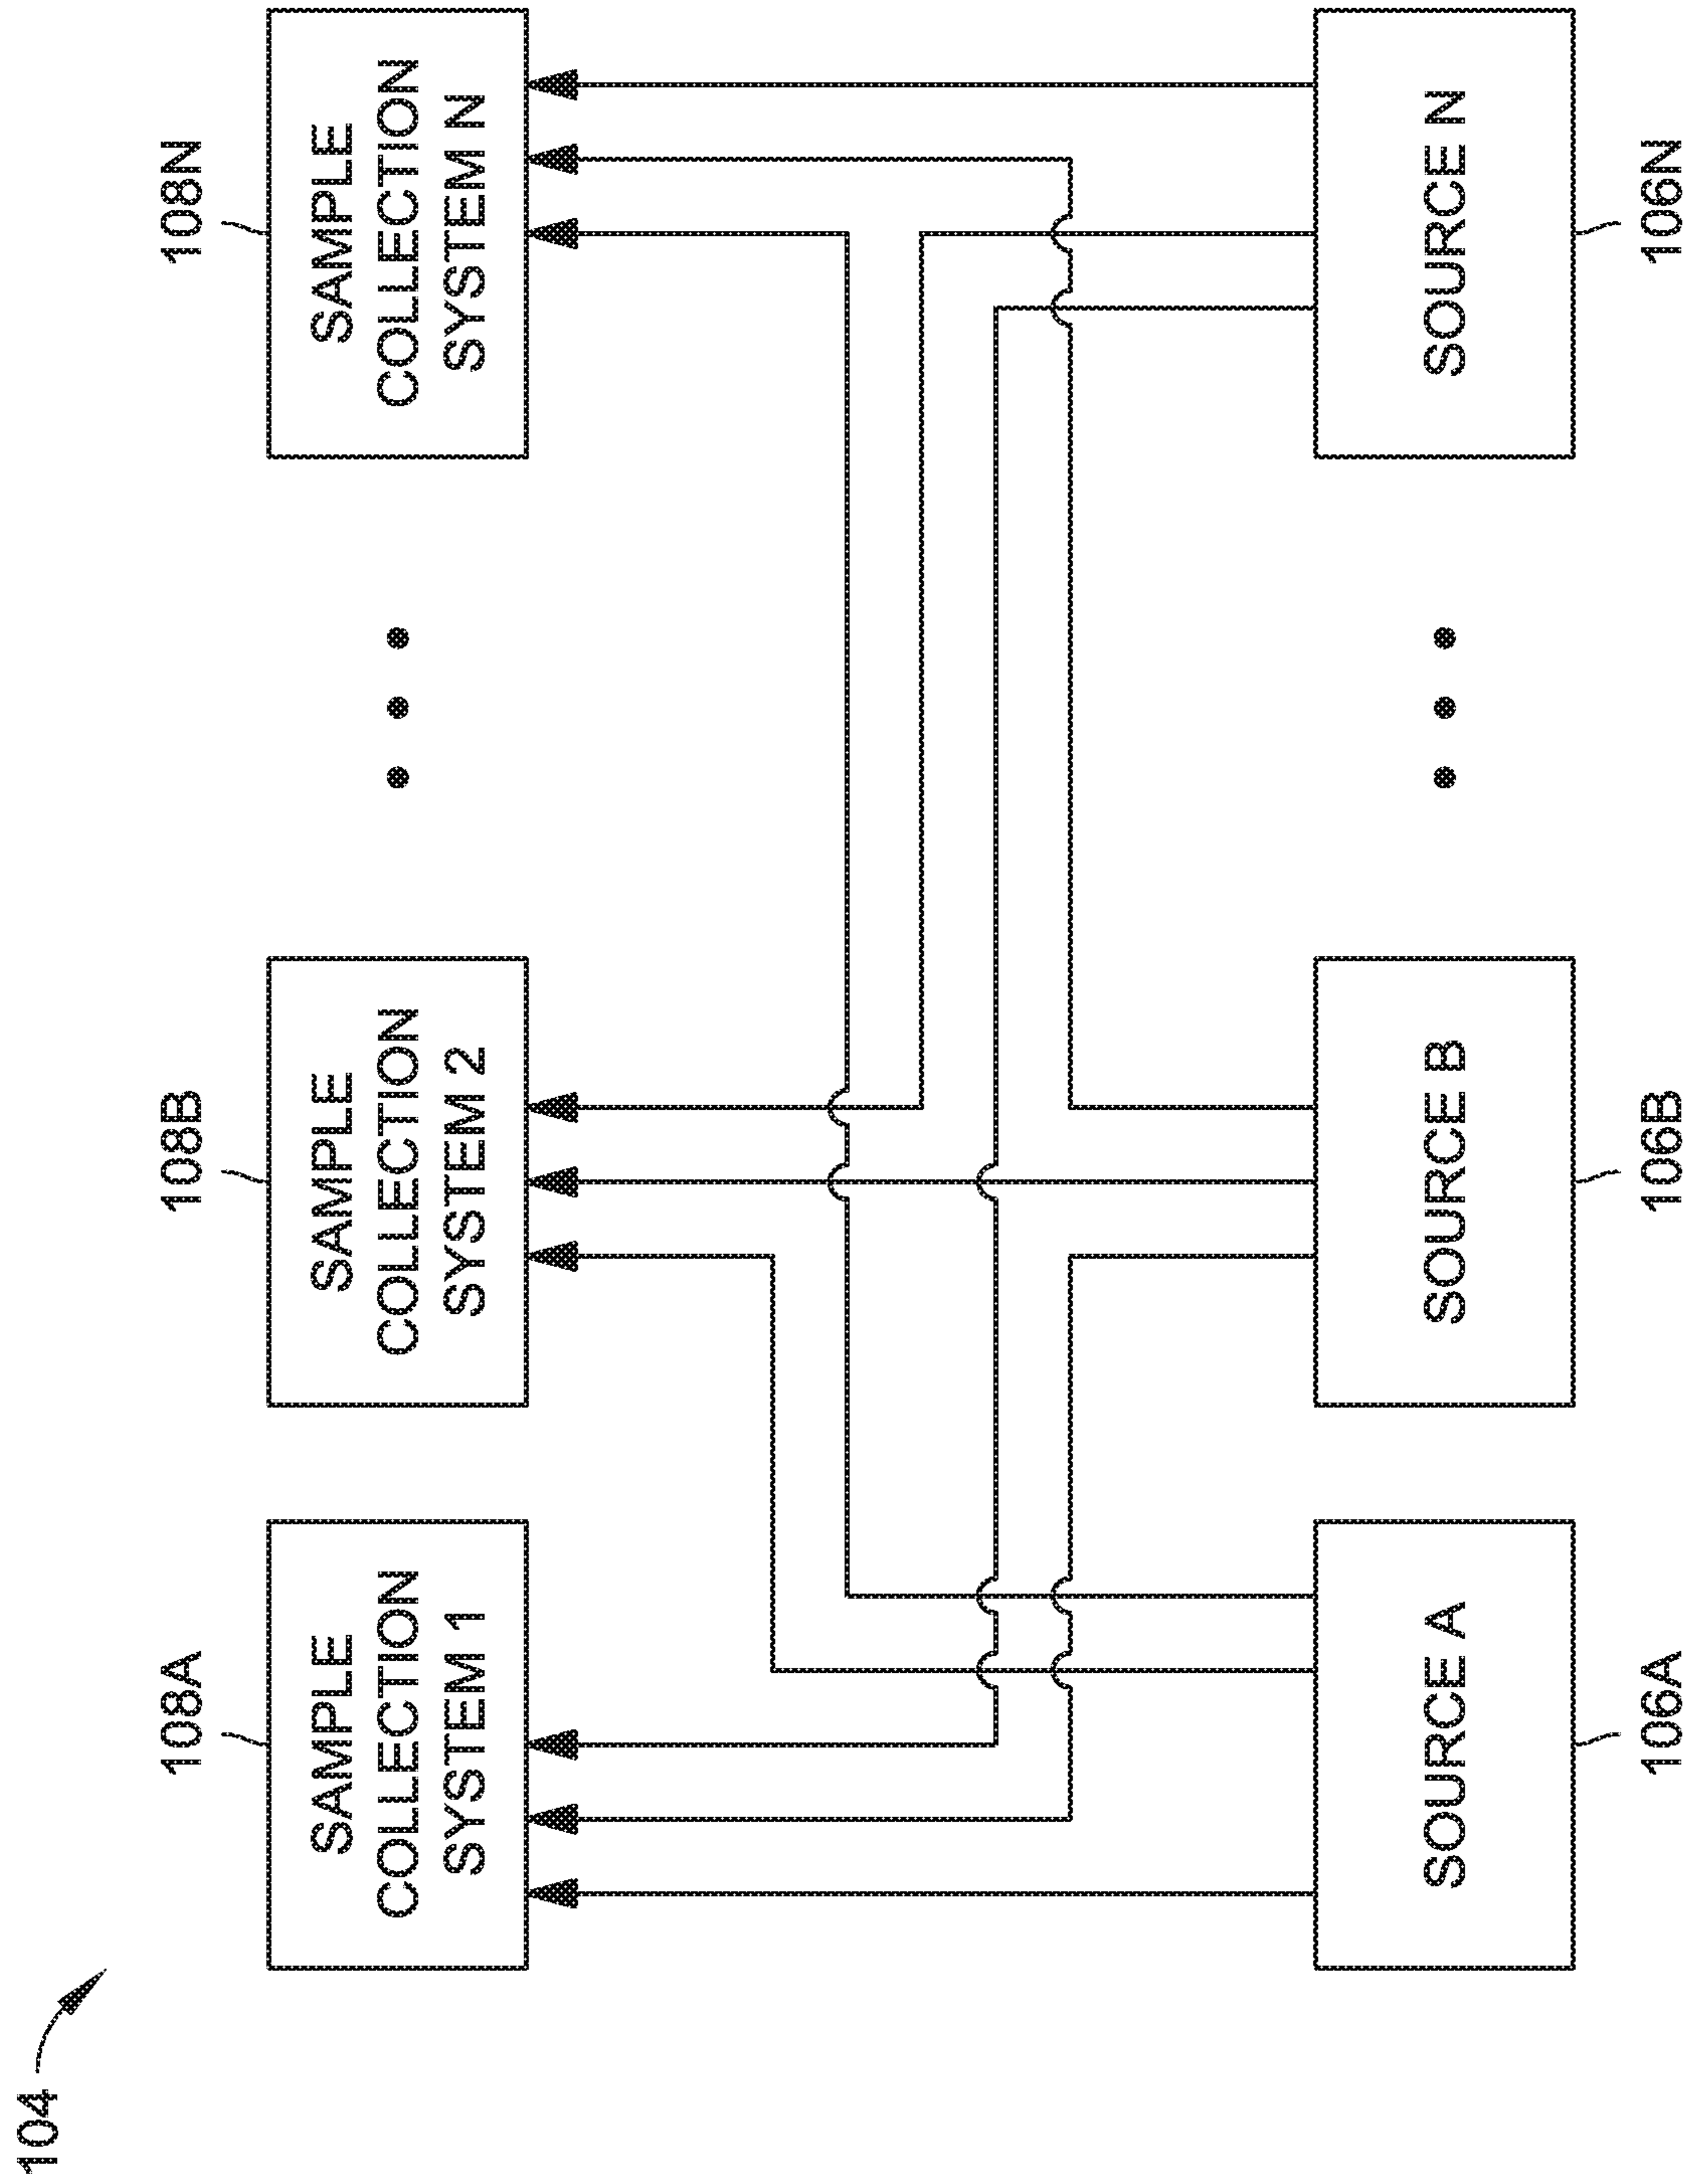 104
108A
SAMPLE
COLLECTION
SYSTEM 1
108B
SAMPLE
COLLECTION
SYSTEM 2
108N
SAMPLE
COLLECTION
SYSTEM N
SOURCE A
106A
SOURCE B
106B
SOURCE N
106N